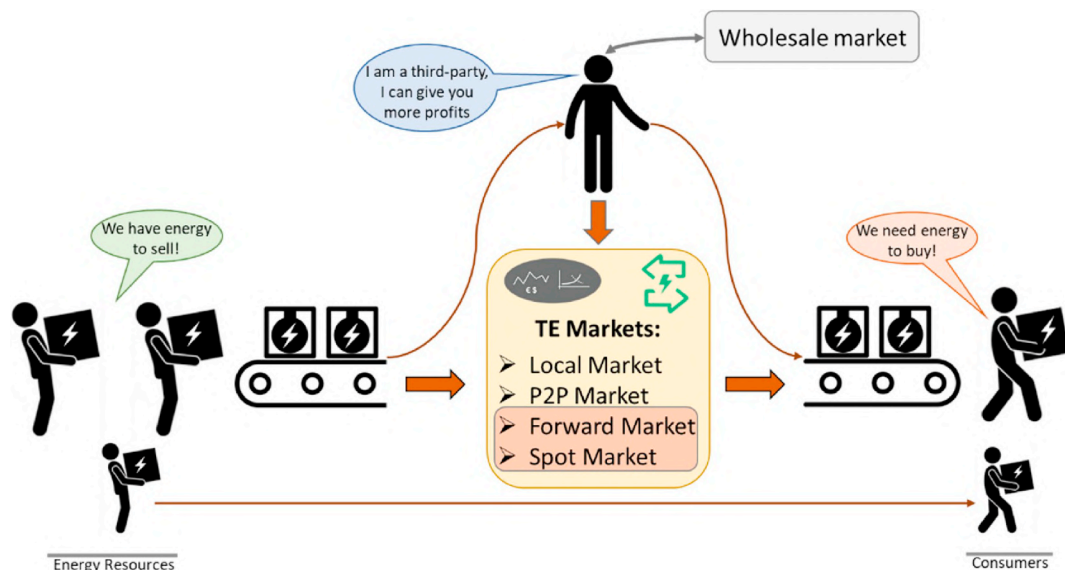 Wholesale market
I am a third-party,
I can give you
more profits
We have energy
to sell!
We need energy
to buy!
€ $
TE Markets:
Local Market
P2P Market
Forward Market
Spot Market
Energy Resources
Consumers